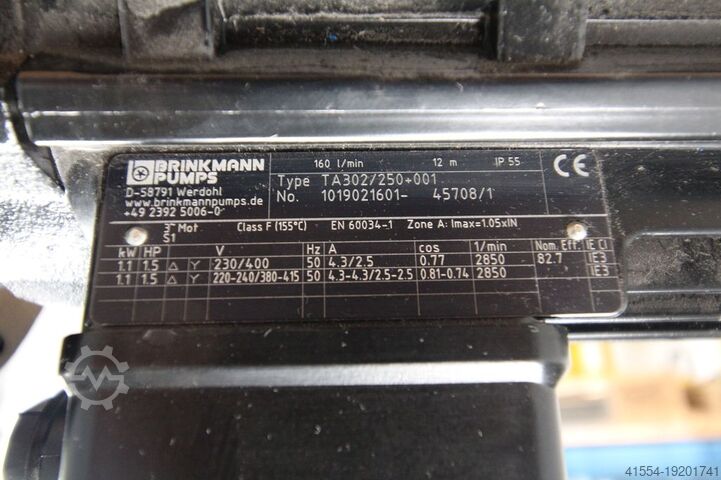 BRINKMANN
PUMPS
D-58791 Werdohl
www.brinkmannpumps.de
+49 2392 5006-0
160 l/min 12 m IP 55
Type TA302/250+001
No. 1019021601- 45708/1
CE
3~ Mot Class F (155°C) EN 60034-1 Zone A: Imax=1.05xIN
S1
kW HP V Hz A cos 1/min Nom. Eff. IE Cl
1.1 1.5 △ Y 230/400 50 4.3/2.5 0.77 2850 82.7 IE3
1.1 1.5 △ Y 220-240/380-415 50 4.3-4.3/2.5-2.5 0.81-0.74 2850 IE3
41554-19201741